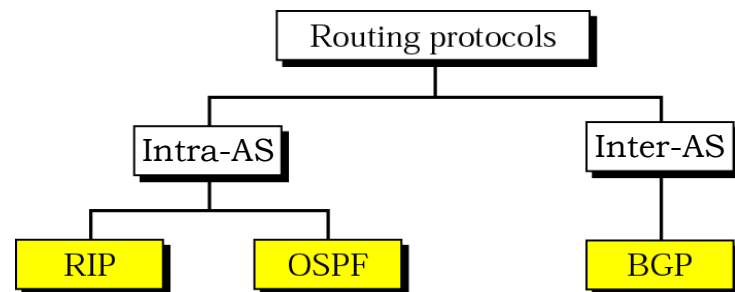 Routing protocols
Intra-AS
Inter-AS
RIP
OSPF
BGP